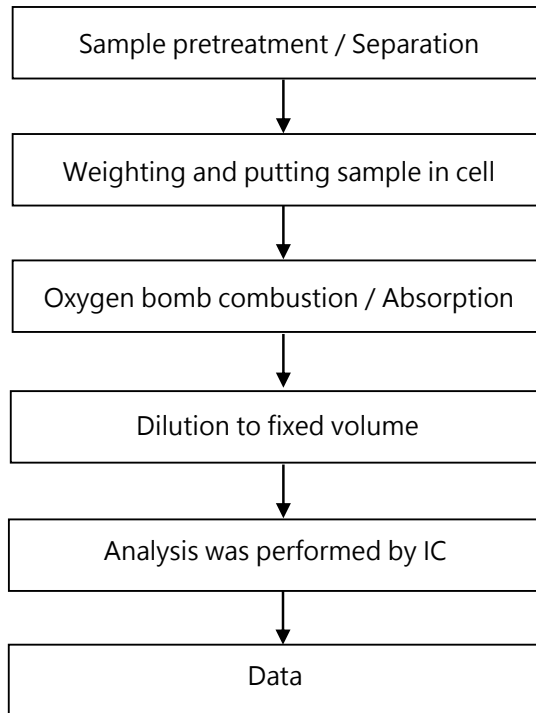 Sample pretreatment / Separation
Weighting and putting sample in cell
Oxygen bomb combustion / Absorption
Dilution to fixed volume
Analysis was performed by IC
Data